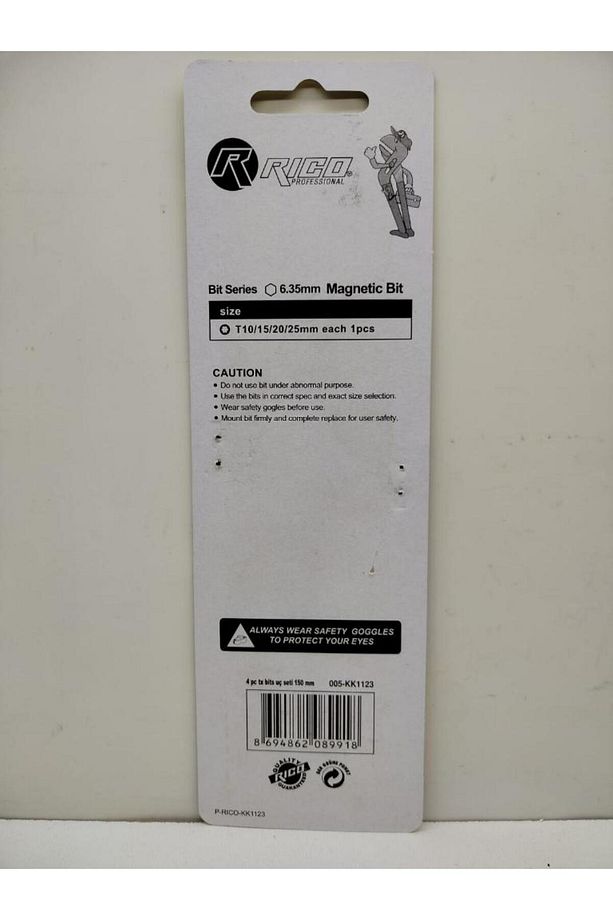 R RICO®
PROFESSIONAL
Bit Series 6.35mm Magnetic Bit
size
T10/15/20/25mm each 1pcs
CAUTION
• Do not use bit under abnormal purpose.
• Use the bits in correct spec and exact size selection.
• Wear safety gogles before use.
• Mount bit firmly and complete replace for user safety.
ALWAYS WEAR SAFETY GOGGLES
TO PROTECT YOUR EYES
4 pc tx bits uç seti 150 mm 005-KK1123
8 694862 089918
QUALITY
RICO
GUARANTEED
P-RICO-KK1123